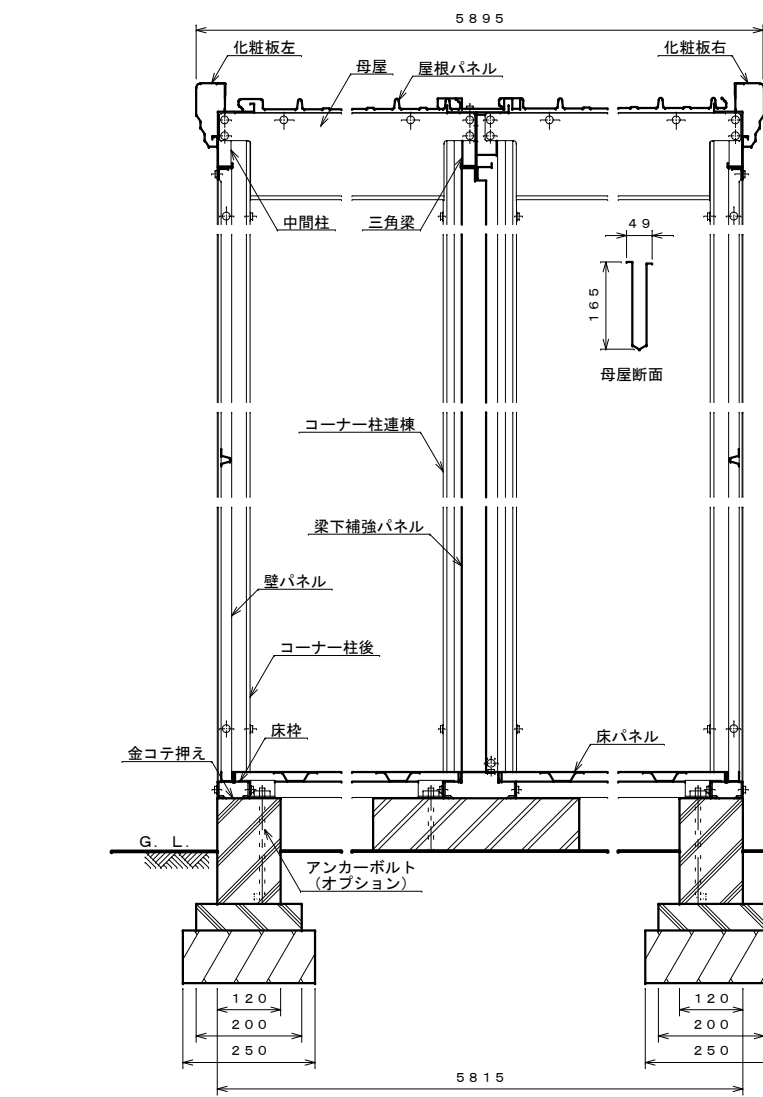 5895
化粧板左
化粧板右
母屋
屋根パネル
中間柱
三角梁
49
165
母屋断面
コーナー柱連棟
梁下補強パネル
壁パネル
コーナー柱後
床枠
床パネル
金コテ押え
G. L.
アンカーボルト
(オプション)
120
120
200
200
250
250
5815